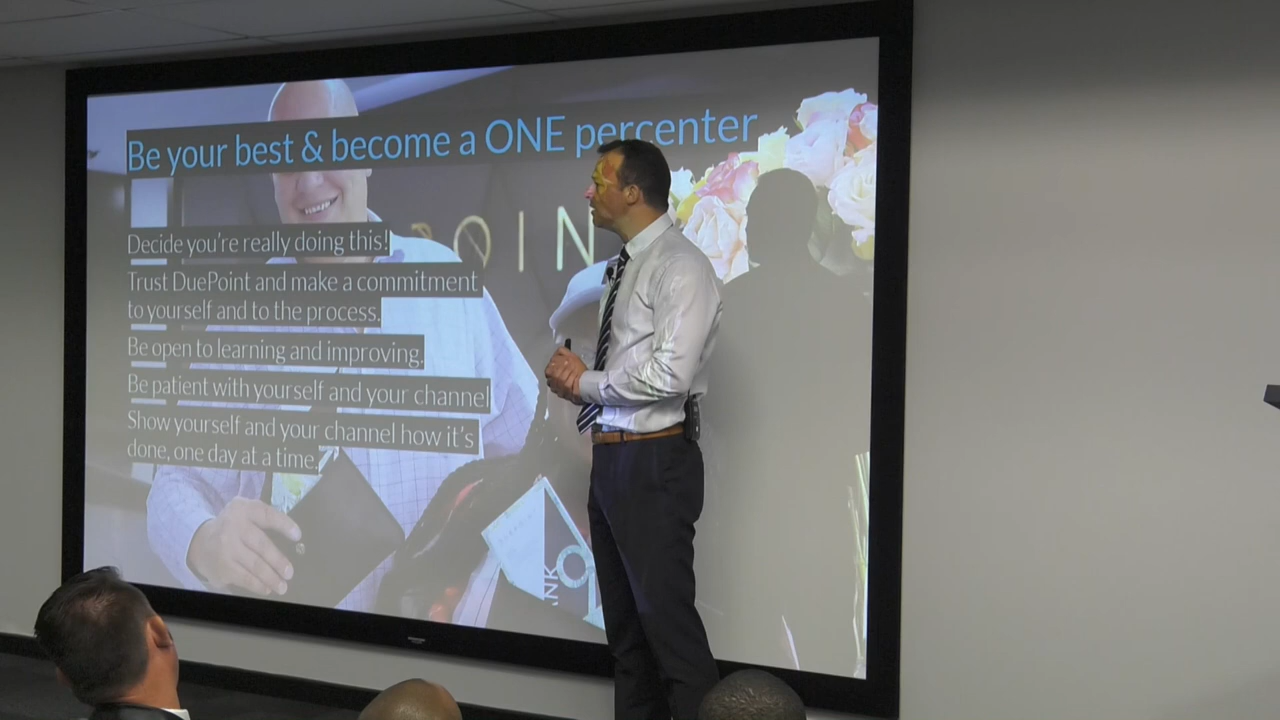 Be your best & become a ONE percenter
Decide you're really doing this!
Trust DuePoint and make a commitment
to yourself and to the process.
Be open to learning and improving.
Be patient with yourself and your channel
Show yourself and your channel how it's
done, one day at a time.